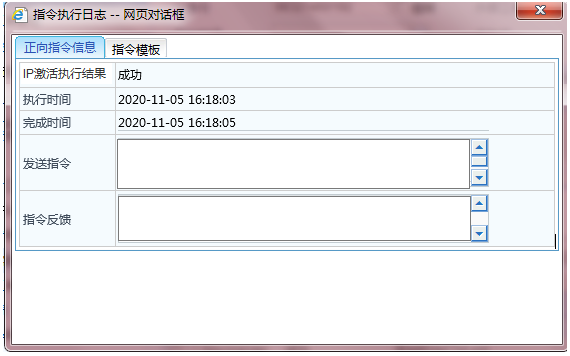 指令执行日志 -- 网页对话框
正向指令信息 指令模板
IP激活执行结果 成功
执行时间 2020-11-05 16:18:03
完成时间 2020-11-05 16:18:05
发送指令
指令反馈